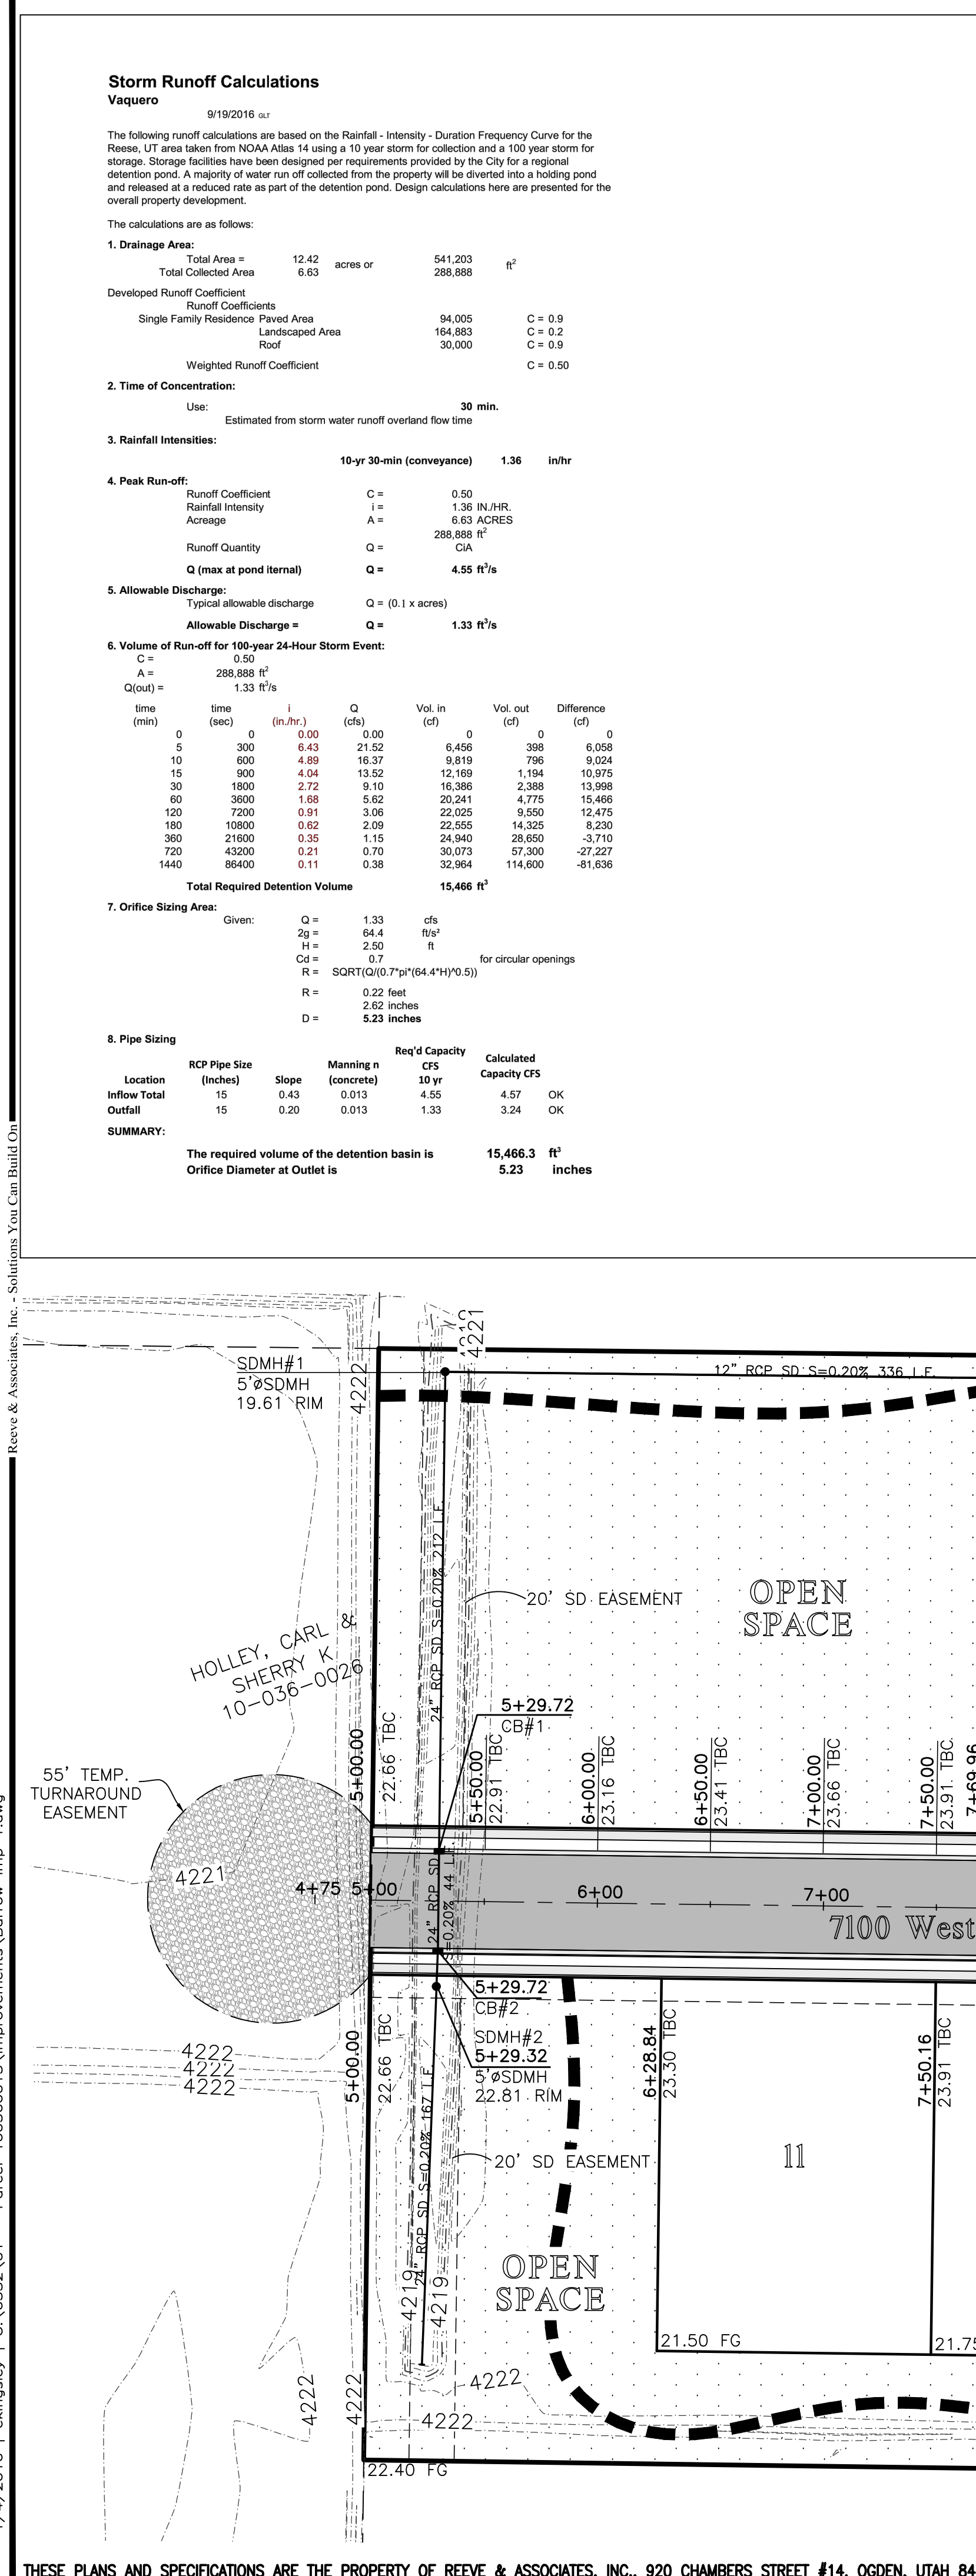 Storm Runoff Calculations
Vaquero
9/19/2016 GLT
The following runoff calculations are based on the Rainfall - Intensity - Duration Frequency Curve for the
Reese, UT area taken from NOAA Atlas 14 using a 10 year storm for collection and a 100 year storm for
storage. Storage facilities have been designed per requirements provided by the City for a regional
detention pond. A majority of water run off collected from the property will be diverted into a holding pond
and released at a reduced rate as part of the detention pond. Design calculations here are presented for the
overall property development.
The calculations are as follows:
1. Drainage Area:
Total Area = 12.42 acres or 541,203 ft²
Total Collected Area 6.63 288,888
Developed Runoff Coefficient
Runoff Coefficients
Single Family Residence Paved Area 94,005 C = 0.9
Landscaped Area 164,883 C = 0.2
Roof 30,000 C = 0.9
Weighted Runoff Coefficient C = 0.50
2. Time of Concentration:
Use: 30 min.
Estimated from storm water runoff overland flow time
3. Rainfall Intensities:
10-yr 30-min (conveyance) 1.36 in/hr
4. Peak Run-off:
Runoff Coefficient C = 0.50
Rainfall Intensity i = 1.36 IN./HR.
Acreage A = 6.63 ACRES
288,888 ft²
Runoff Quantity Q = CiA
Q (max at pond iternal) Q = 4.55 ft³/s
5. Allowable Discharge:
Typical allowable discharge Q = (0.1 x acres)
Allowable Discharge = Q = 1.33 ft³/s
6. Volume of Run-off for 100-year 24-Hour Storm Event:
C = 0.50
A = 288,888 ft²
Q(out) = 1.33 ft³/s
time time i Q Vol. in Vol. out Difference
(min) (sec) (in./hr.) (cfs) (cf) (cf) (cf)
0 0 0.00 0.00 0 0 0
5 300 6.43 21.52 6,456 398 6,058
10 600 4.89 16.37 9,819 796 9,024
15 900 4.04 13.52 12,169 1,194 10,975
30 1800 2.72 9.10 16,386 2,388 13,998
60 3600 1.68 5.62 20,241 4,775 15,466
120 7200 0.91 3.06 22,025 9,550 12,475
180 10800 0.62 2.09 22,555 14,325 8,230
360 21600 0.35 1.15 24,940 28,650 -3,710
720 43200 0.21 0.70 30,073 57,300 -27,227
1440 86400 0.11 0.38 32,964 114,600 -81,636
Total Required Detention Volume 15,466 ft³
7. Orifice Sizing Area:
Given: Q = 1.33 cfs
2g = 64.4 ft/s²
H = 2.50 ft
Cd = 0.7 for circular openings
R = SQRT(Q/(0.7*pi*(64.4*H)^0.5))
R = 0.22 feet
2.62 inches
D = 5.23 inches
8. Pipe Sizing
Location RCP Pipe Size (Inches) Slope Manning n (concrete) Req'd Capacity CFS 10 yr Calculated Capacity CFS
Inflow Total 15 0.43 0.013 4.55 4.57 OK
Outfall 15 0.20 0.013 1.33 3.24 OK
SUMMARY:
The required volume of the detention basin is 15,466.3 ft³
Orifice Diameter at Outlet is 5.23 inches
Reeve & Associates, Inc. - Solutions You Can Build On
4221
SDMH#1
5'øSDMH
19.61 RIM
4222
12" RCP SD S=0.20% 336 L.F.
24" RCP SD S=0.20% 212 L.F.
OPEN
SPACE
20' SD EASEMENT
HOLLEY, CARL &
SHERRY K
10-036-0026
5+29.72
CB#1
55' TEMP.
TURNAROUND
EASEMENT
5+00.00
22.66 TBC
5+50.00
22.91 TBC
6+00.00
23.16 TBC
6+50.00
23.41 TBC
7+00.00
23.66 TBC
7+50.00
23.91 TBC
7+69.96
4221
4+75 5+00 6+00 7+00
24" RCP SD
S=0.20% 44 L.F.
7100 West
5+29.72
CB#2
SDMH#2
5+29.32
5'øSDMH
22.81 RIM
4222
4222
4222
5+00.00
22.66 TBC
6+28.84
23.30 TBC
7+50.16
23.91 TBC
24" RCP SD S=0.20% 167 L.F.
20' SD EASEMENT
11
OPEN
SPACE
4219
4219
21.50 FG
21.75
4222
4222
4222
4222
22.40 FG
THESE PLANS AND SPECIFICATIONS ARE THE PROPERTY OF REEVE & ASSOCIATES, INC., 920 CHAMBERS STREET #14, OGDEN, UTAH 84